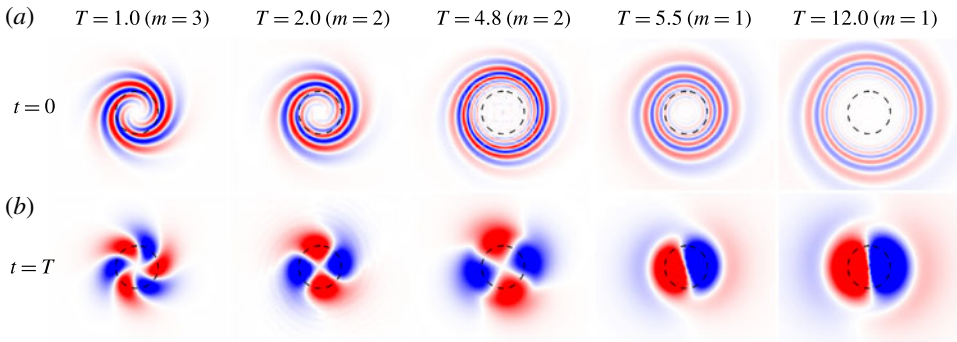 (a) T = 1.0 (m = 3) T = 2.0 (m = 2) T = 4.8 (m = 2) T = 5.5 (m = 1) T = 12.0 (m = 1)
t = 0
(b)
t = T